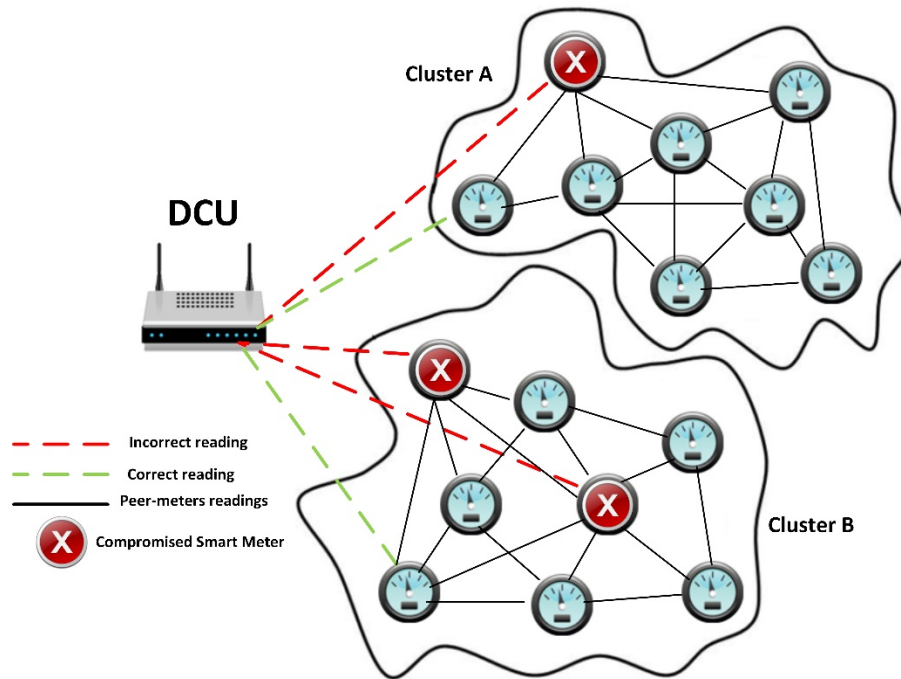 Cluster A
X
DCU
X
Incorrect reading
Correct reading
Peer-meters readings
X
Cluster B
X
Compromised Smart Meter